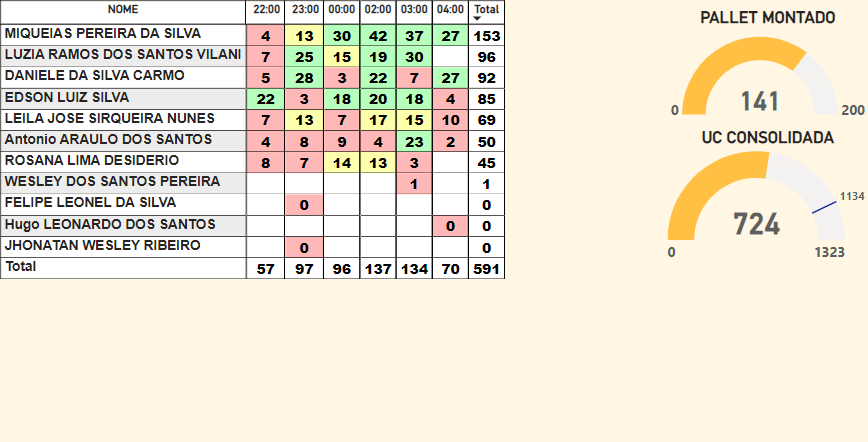 NOME 22:00 23:00 00:00 02:00 03:00 04:00 Total
MIQUEIAS PEREIRA DA SILVA 4 13 30 42 37 27 153
LUZIA RAMOS DOS SANTOS VILANI 7 25 15 19 30 96
DANIELE DA SILVA CARMO 5 28 3 22 7 27 92
EDSON LUIZ SILVA 22 3 18 20 18 4 85
LEILA JOSE SIRQUEIRA NUNES 7 13 7 17 15 10 69
Antonio ARAULO DOS SANTOS 4 8 9 4 23 2 50
ROSANA LIMA DESIDERIO 8 7 14 13 3 45
WESLEY DOS SANTOS PEREIRA 1 1
FELIPE LEONEL DA SILVA 0 0
Hugo LEONARDO DOS SANTOS 0 0
JHONATAN WESLEY RIBEIRO 0 0
Total 57 97 96 137 134 70 591
PALLET MONTADO
141
0 200
UC CONSOLIDADA
1134
724
0 1323